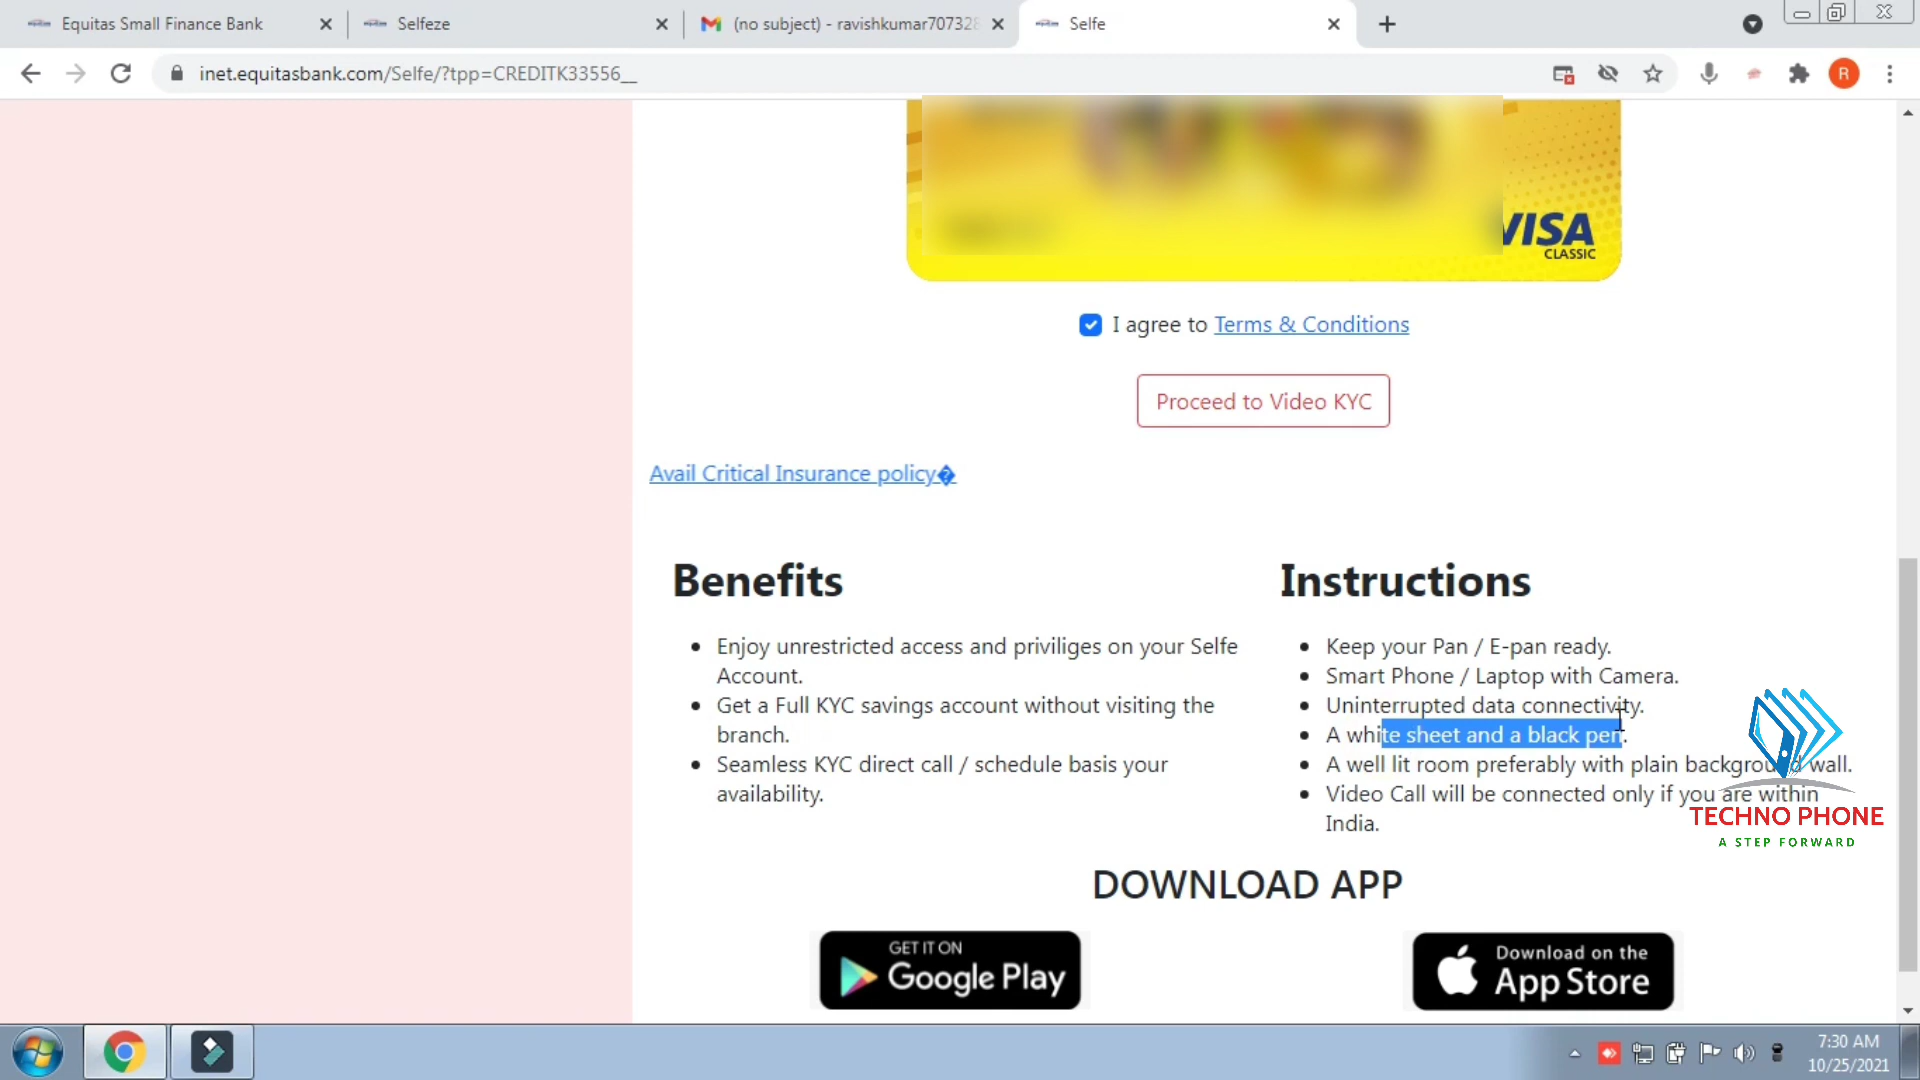 Equitas Small Finance Bank
Selfeze
(no subject) - ravishkumar707328
Selfe
inet.equitasbank.com/Selfe/?tpp=CREDITK33556__
R
VISA
CLASSIC
I agree to Terms & Conditions
Proceed to Video KYC
Avail Critical Insurance policy�
Benefits
Enjoy unrestricted access and priviliges on your Selfe
Account.
Get a Full KYC savings account without visiting the
branch.
Seamless KYC direct call / schedule basis your
availability.
Instructions
Keep your Pan / E-pan ready.
Smart Phone / Laptop with Camera.
Uninterrupted data connectivity.
A white sheet and a black pen.
A well lit room preferably with plain background wall.
Video Call will be connected only if you are within
India.
TECHNO PHONE
A STEP FORWARD
DOWNLOAD APP
GET IT ON
Google Play
Download on the
App Store
7:30 AM
10/25/2021